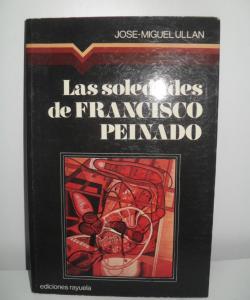 JOSE-MIGUEL ULLAN
Las soledades
de FRANCISCO
PEINADO
ediciones rayuela